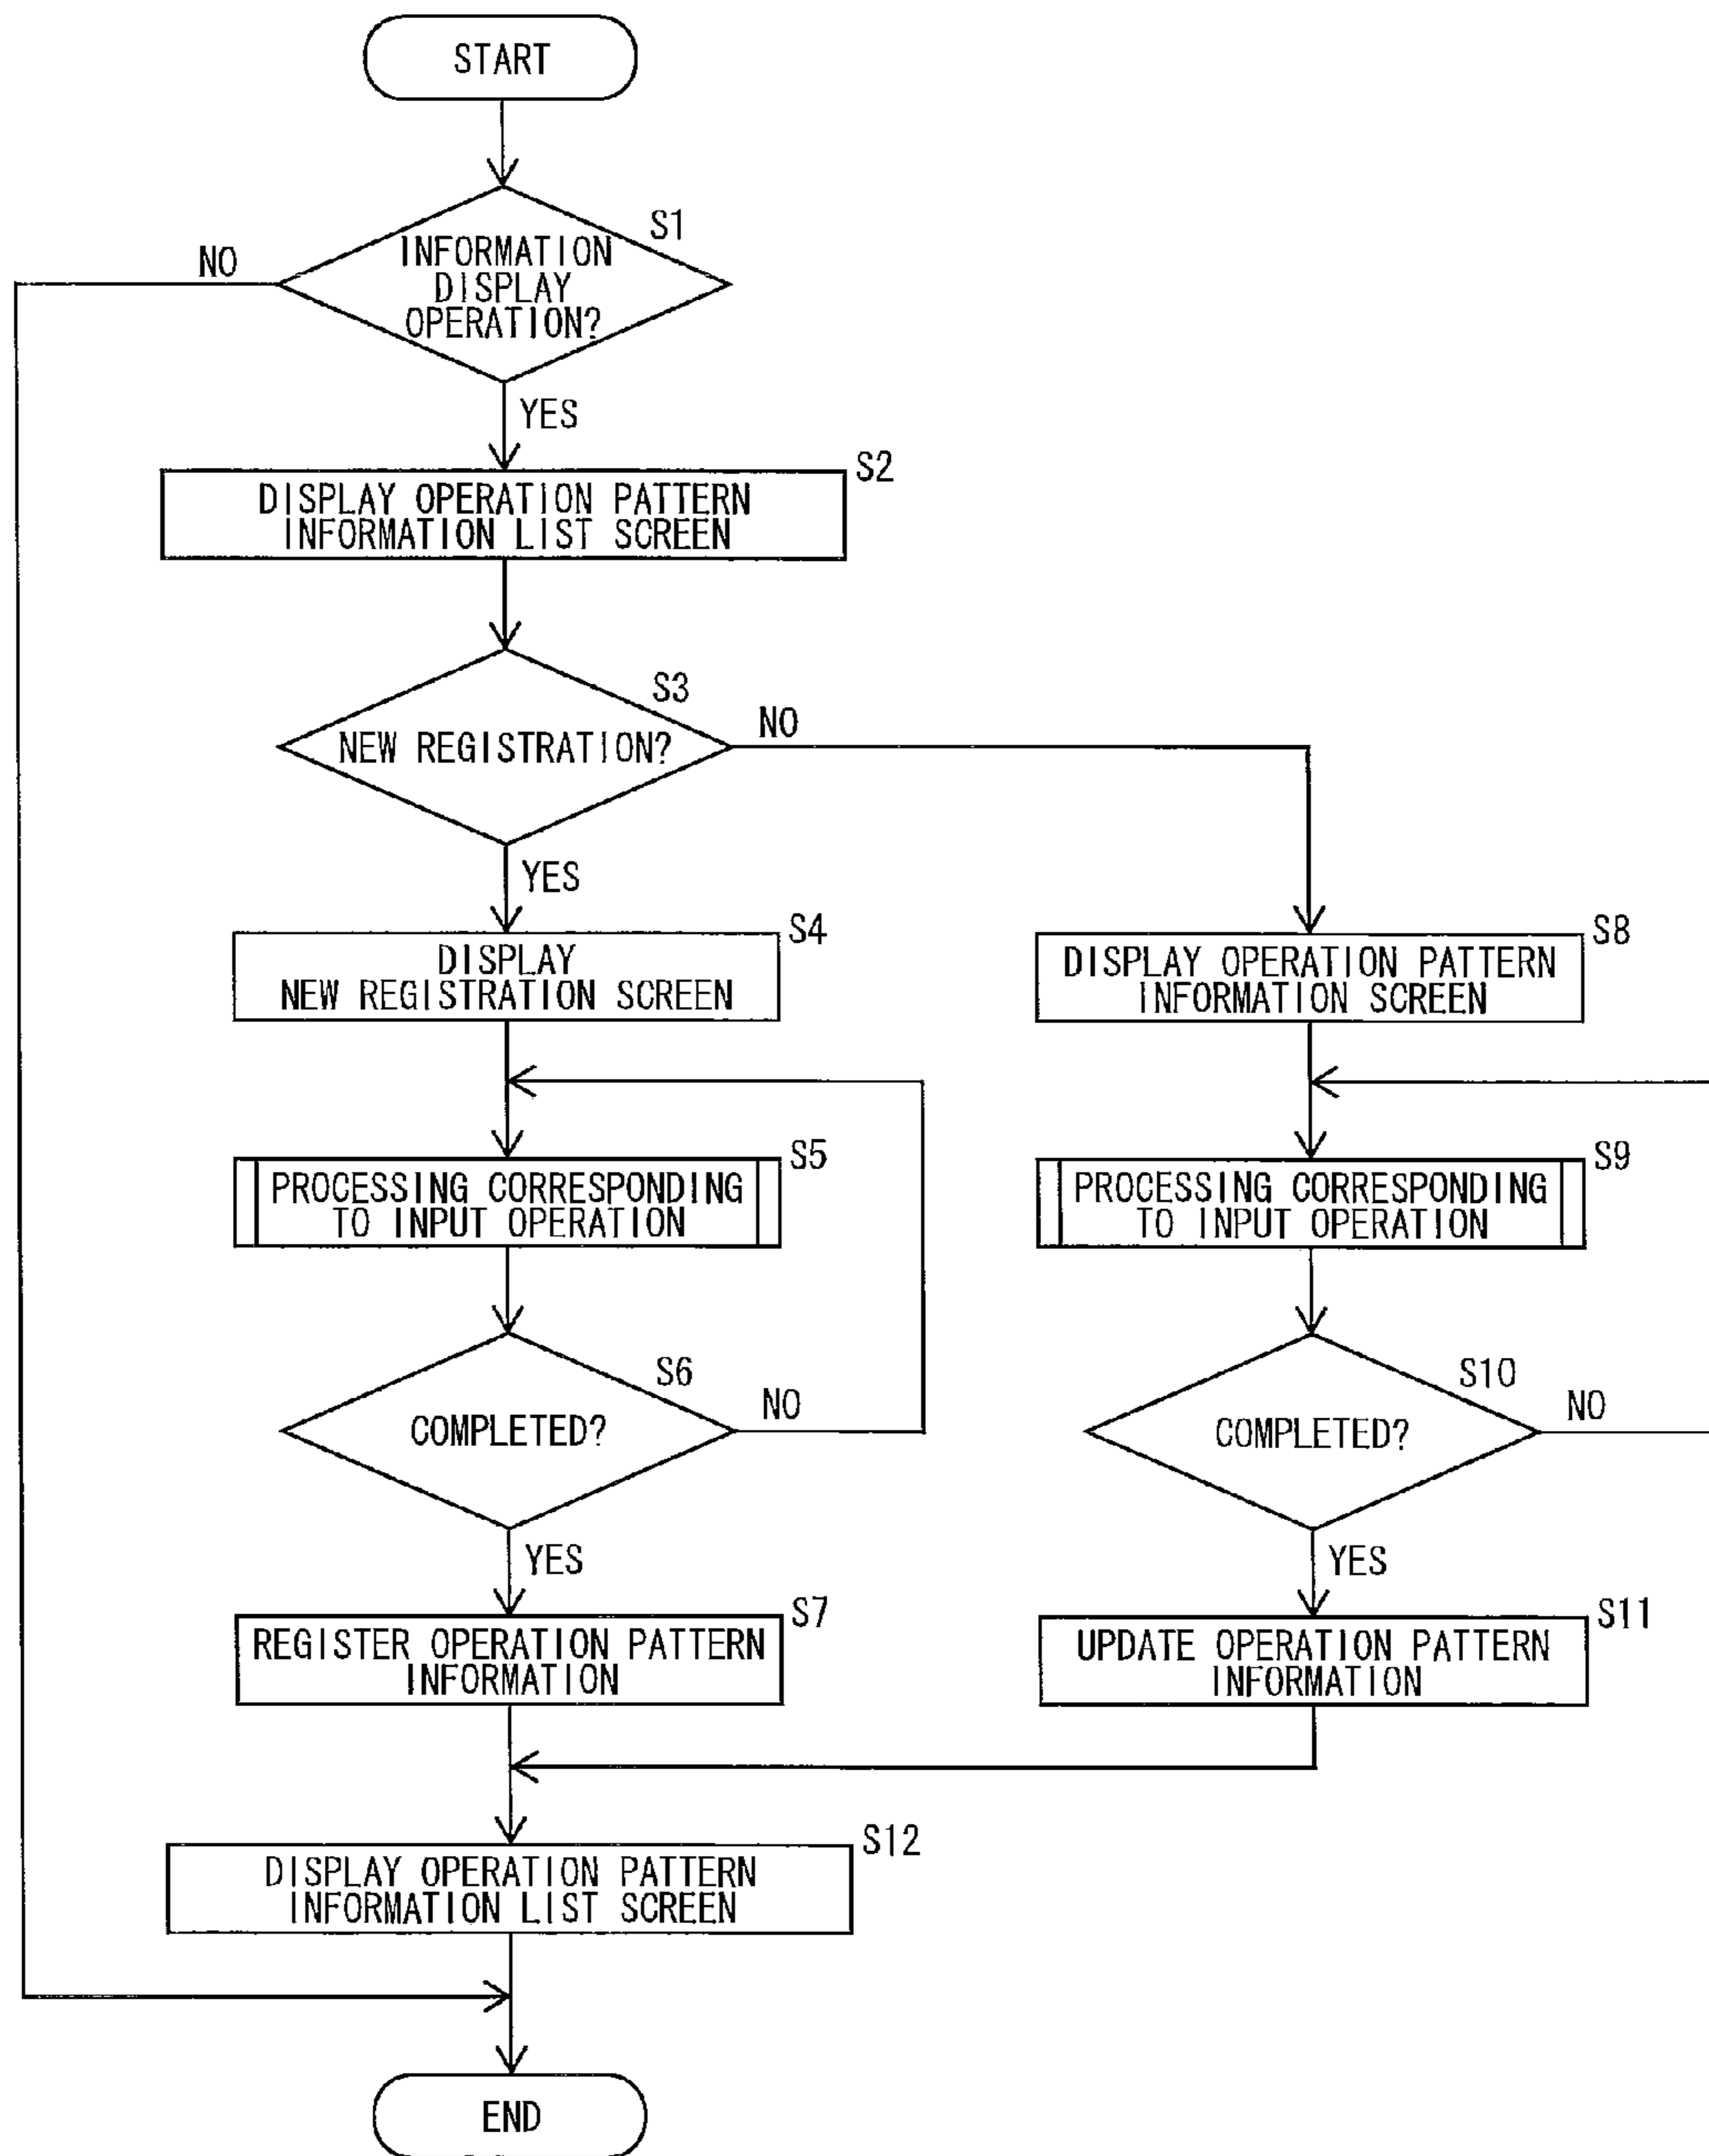 START
S1
INFORMATION
DISPLAY
OPERATION?
NO
YES
S2
DISPLAY OPERATION PATTERN
INFORMATION LIST SCREEN
S3
NEW REGISTRATION?
NO
YES
S4
DISPLAY
NEW REGISTRATION SCREEN
S8
DISPLAY OPERATION PATTERN
INFORMATION SCREEN
S5
PROCESSING CORRESPONDING
TO INPUT OPERATION
S9
PROCESSING CORRESPONDING
TO INPUT OPERATION
S6
COMPLETED?
NO
YES
S10
COMPLETED?
NO
YES
S7
REGISTER OPERATION PATTERN
INFORMATION
S11
UPDATE OPERATION PATTERN
INFORMATION
S12
DISPLAY OPERATION PATTERN
INFORMATION LIST SCREEN
END